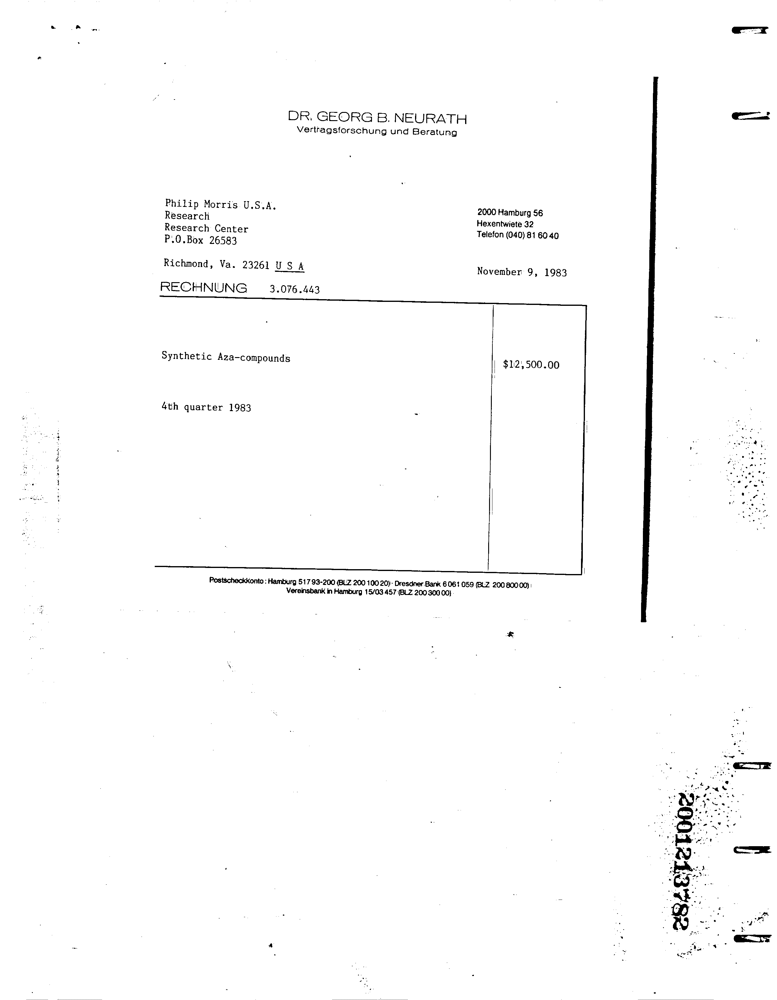 DR. GEORG B. NEURATH
Vertragsforschung und Beratung
Philip Morris U.S.A.
Research
Research Center
P.O.Box 26583
Richmond, Va. 23261 U S A
2000 Hamburg 56
Hexentwiete 32
Telefon (040) 81 60 40
November 9, 1983
RECHNUNG 3.076.443
Synthetic Aza-compounds
$12,500.00
4th quarter 1983
Postscheckkonto: Hamburg 517 93-200 (BLZ 200 100 20) · Dresdner Bank 6 061 059 (BLZ 200 800 00) ·
Vereinsbank in Hamburg 15/03 457 (BLZ 200 300 00)
2001213782